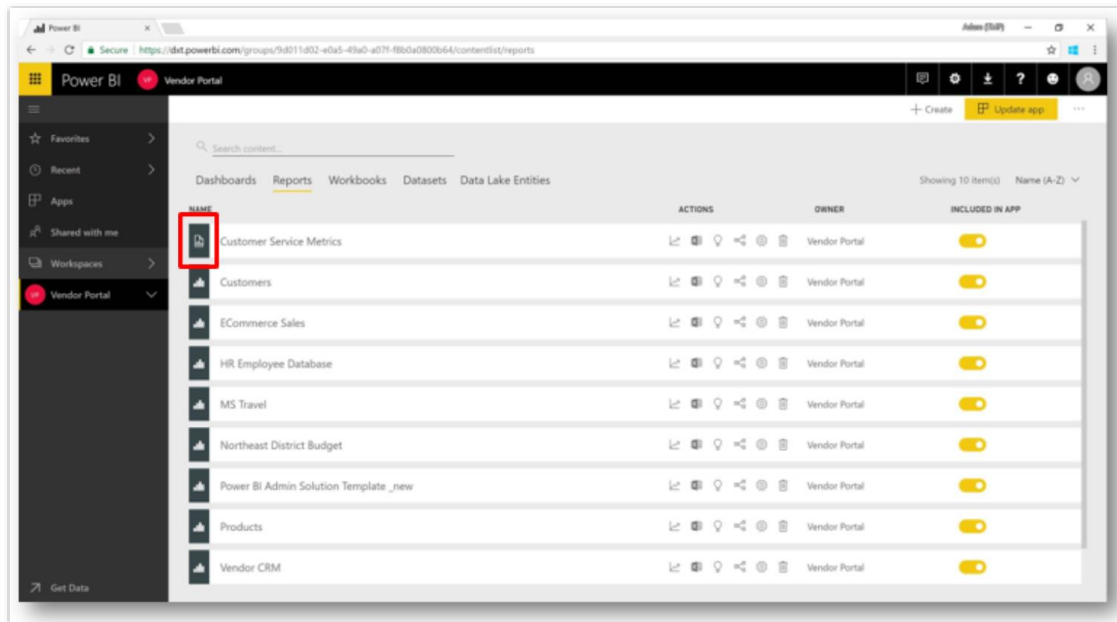 Power BI
Secure https://dxt.powerbi.com/groups/9d011d02-e0a5-49a0-a07f-f8b0a0800b64/contentlist/reports
Power BI VP Vendor Portal
Create Update app
Favorites
Search content...
Recent
Dashboards Reports Workbooks Datasets Data Lake Entities Showing 10 item(s) Name (A-Z)
Apps
NAME ACTIONS OWNER INCLUDED IN APP
Shared with me
Customer Service Metrics Vendor Portal
Workspaces
Customers Vendor Portal
VP Vendor Portal
ECommerce Sales Vendor Portal
HR Employee Database Vendor Portal
MS Travel Vendor Portal
Northeast District Budget Vendor Portal
Power BI Admin Solution Template _new Vendor Portal
Products Vendor Portal
Vendor CRM Vendor Portal
Get Data